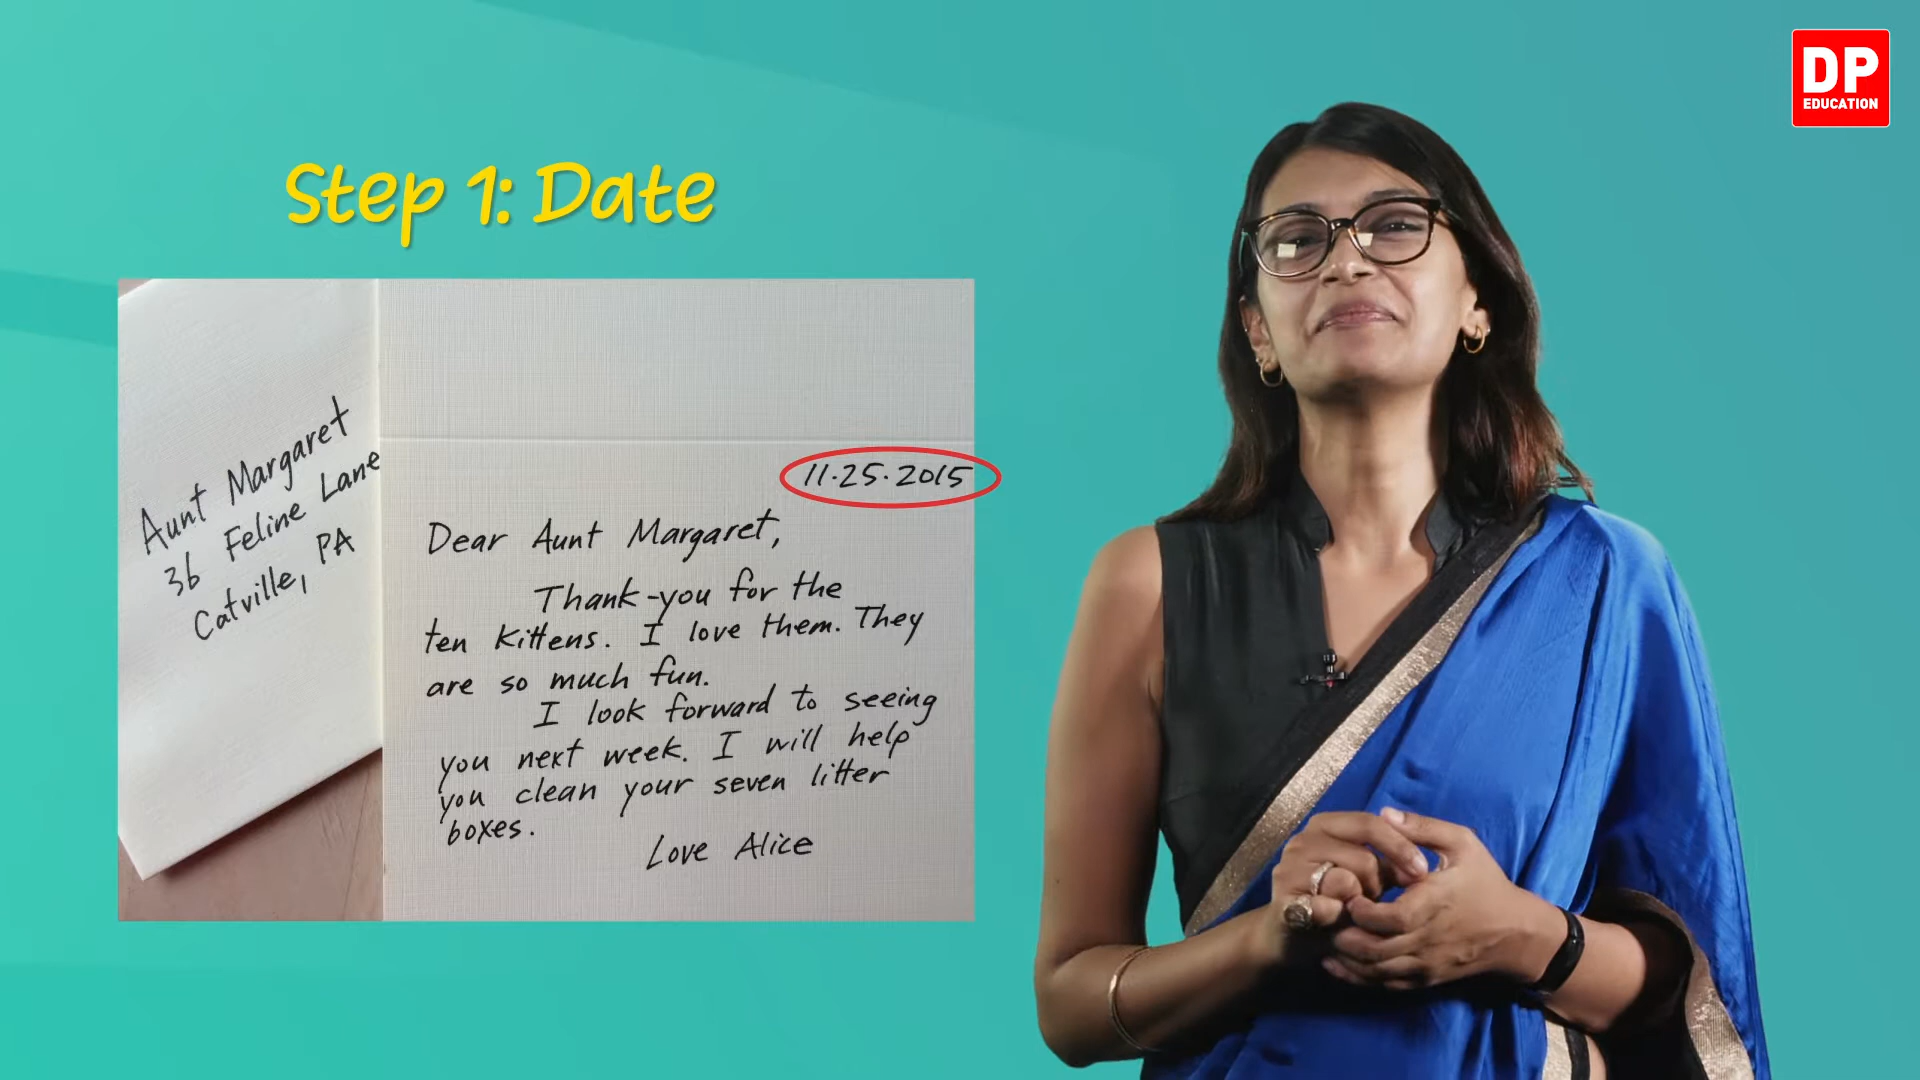 DP
EDUCATION
Step 1: Date
Aunt Margaret
36 Feline Lane
Catville, PA
11.25.2015
Dear Aunt Margaret,
Thank-you for the
ten kittens. I love them. They
are so much fun.
I look forward to seeing
you next week. I will help
you clean your seven litter
boxes.
Love Alice